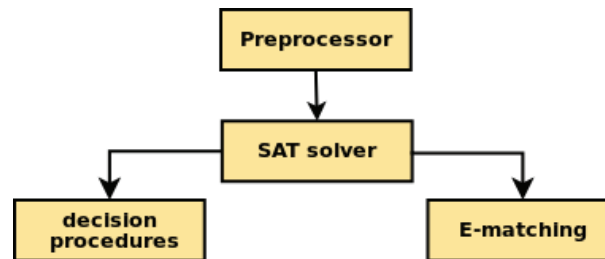 Preprocessor
SAT solver
decision
procedures
E-matching